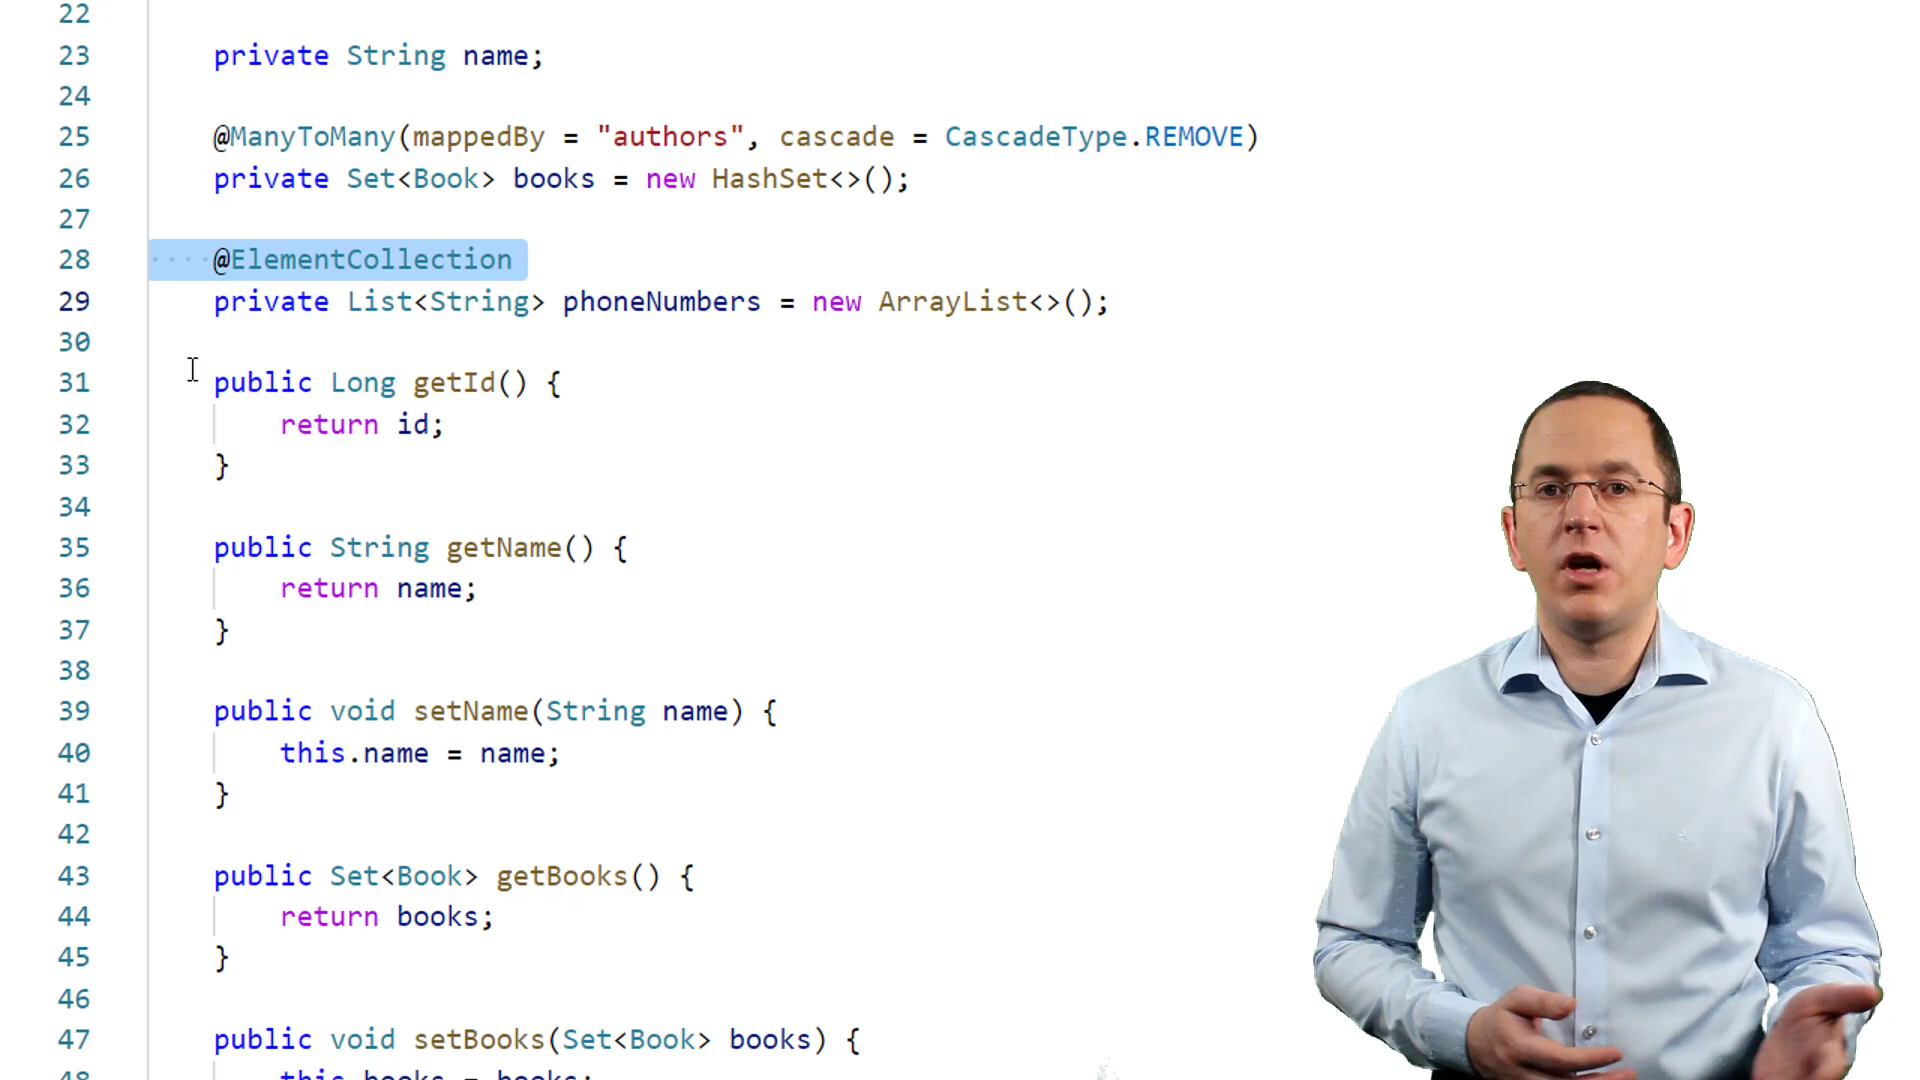 22
23 private String name;
24
25 @ManyToMany(mappedBy = "authors", cascade = CascadeType.REMOVE)
26 private Set<Book> books = new HashSet<>();
27
28 @ElementCollection
29 private List<String> phoneNumbers = new ArrayList<>();
30
31 public Long getId() {
32 return id;
33 }
34
35 public String getName() {
36 return name;
37 }
38
39 public void setName(String name) {
40 this.name = name;
41 }
42
43 public Set<Book> getBooks() {
44 return books;
45 }
46
47 public void setBooks(Set<Book> books) {
48 this.books = books;